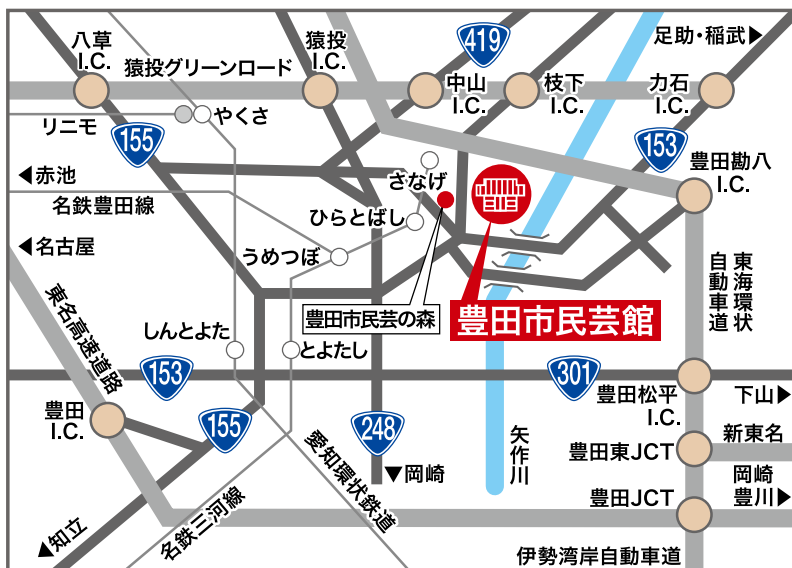 八草
I.C.
猿投グリーンロード
猿投
I.C.
419
中山
I.C.
枝下
I.C.
力石
I.C.
足助・稲武▶
リニモ
やくさ
155
153
豊田勘八
I.C.
◀赤池
名鉄豊田線
さなげ
ひらとばし
うめつぼ
◀名古屋
東名高速道路
豊田市民芸の森
豊田市民芸館
東海環状
自動車道
しんとよた
とよたし
153
301
豊田松平
I.C.
下山▶
豊田
I.C.
155
248
▼岡崎
矢作川
豊田東JCT
新東名
豊田JCT
岡崎
豊川▶
愛知環状鉄道
名鉄三河線
◀知立
伊勢湾岸自動車道